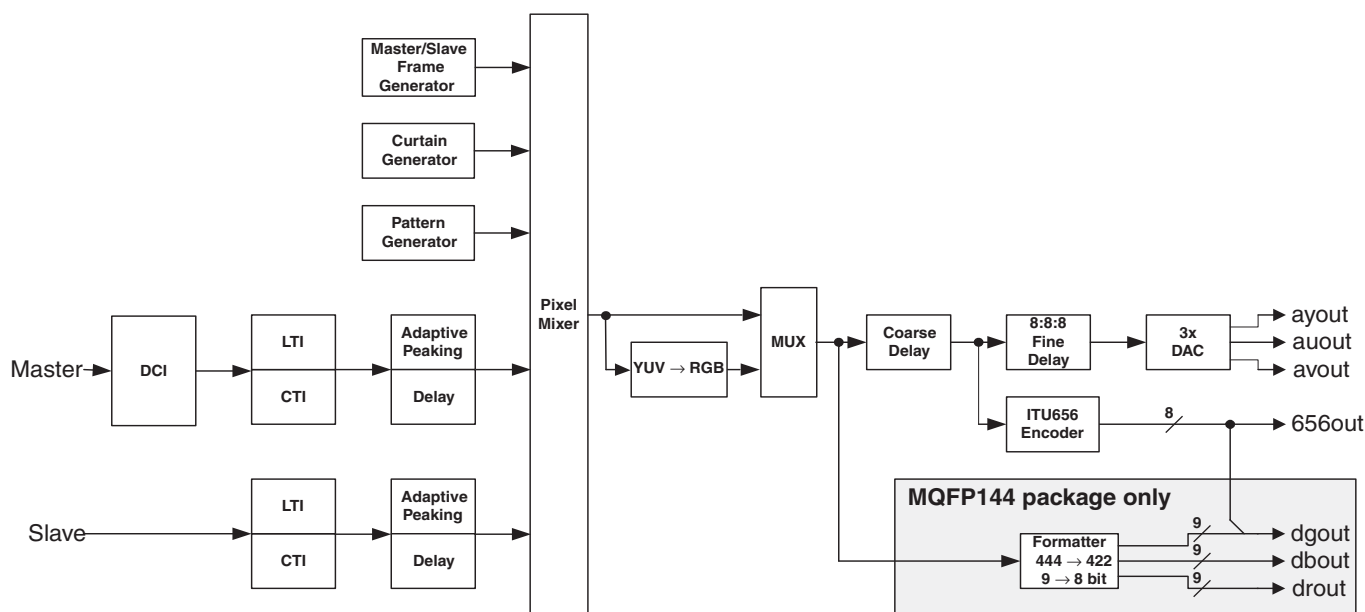 Master/Slave
Frame
Generator
Curtain
Generator
Pattern
Generator
Pixel
Mixer
Master
DCI
LTI
CTI
Adaptive
Peaking
Delay
Slave
LTI
CTI
Adaptive
Peaking
Delay
YUV → RGB
MUX
Coarse
Delay
8:8:8
Fine
Delay
3x
DAC
ayout
auout
avout
ITU656
Encoder
8
656out
MQFP144 package only
Formatter
444 → 422
9 → 8 bit
9
dgout
9
dbout
9
drout